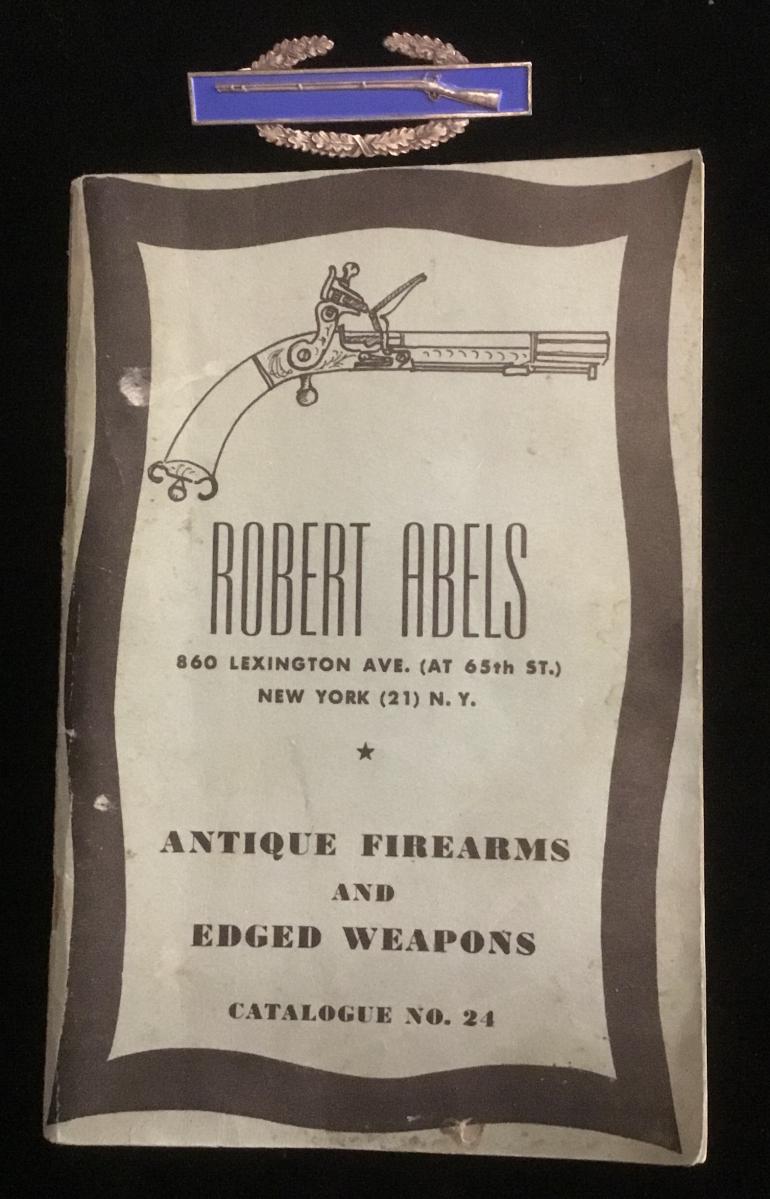 ROBERT ABELS
860 LEXINGTON AVE. (AT 65th ST.)
NEW YORK (21) N. Y.
ANTIQUE FIREARMS
AND
EDGED WEAPONS
CATALOGUE NO. 24